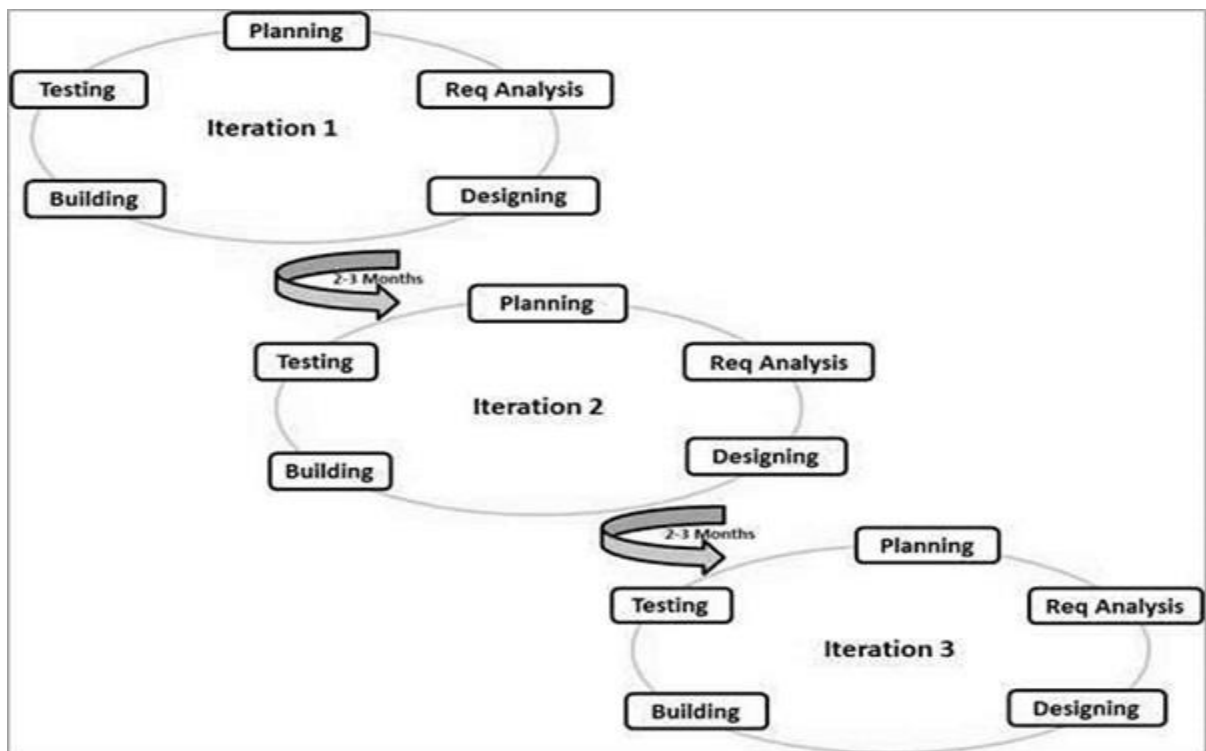 Planning
Testing
Req Analysis
Iteration 1
Building
Designing
2-3 Months
Planning
Testing
Req Analysis
Iteration 2
Building
Designing
2-3 Months
Planning
Testing
Req Analysis
Iteration 3
Building
Designing